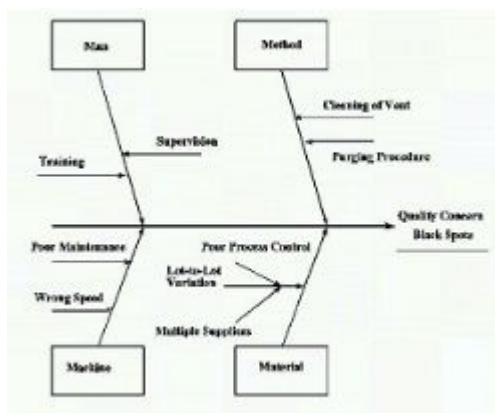 Man
Method
Cleaning of Vent
Supervision
Purging Procedure
Training
Quality Concern
Black Spots
Poor Maintenance
Poor Process Control
Lot-to-Lot
Variation
Wrong Speed
Multiple Suppliers
Machine
Material